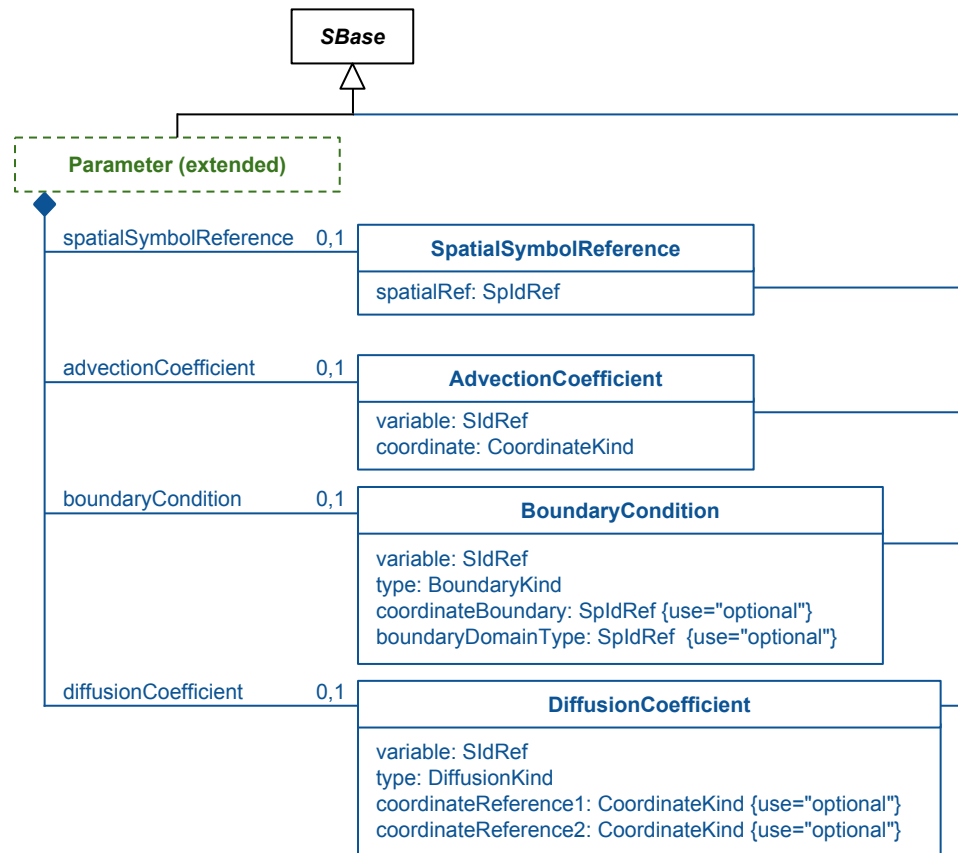 SBase
Parameter (extended)
spatialSymbolReference 0,1
SpatialSymbolReference
spatialRef: SpIdRef
advectionCoefficient 0,1
AdvectionCoefficient
variable: SIdRef
coordinate: CoordinateKind
boundaryCondition 0,1
BoundaryCondition
variable: SIdRef
type: BoundaryKind
coordinateBoundary: SpIdRef {use="optional"}
boundaryDomainType: SpIdRef {use="optional"}
diffusionCoefficient 0,1
DiffusionCoefficient
variable: SIdRef
type: DiffusionKind
coordinateReference1: CoordinateKind {use="optional"}
coordinateReference2: CoordinateKind {use="optional"}